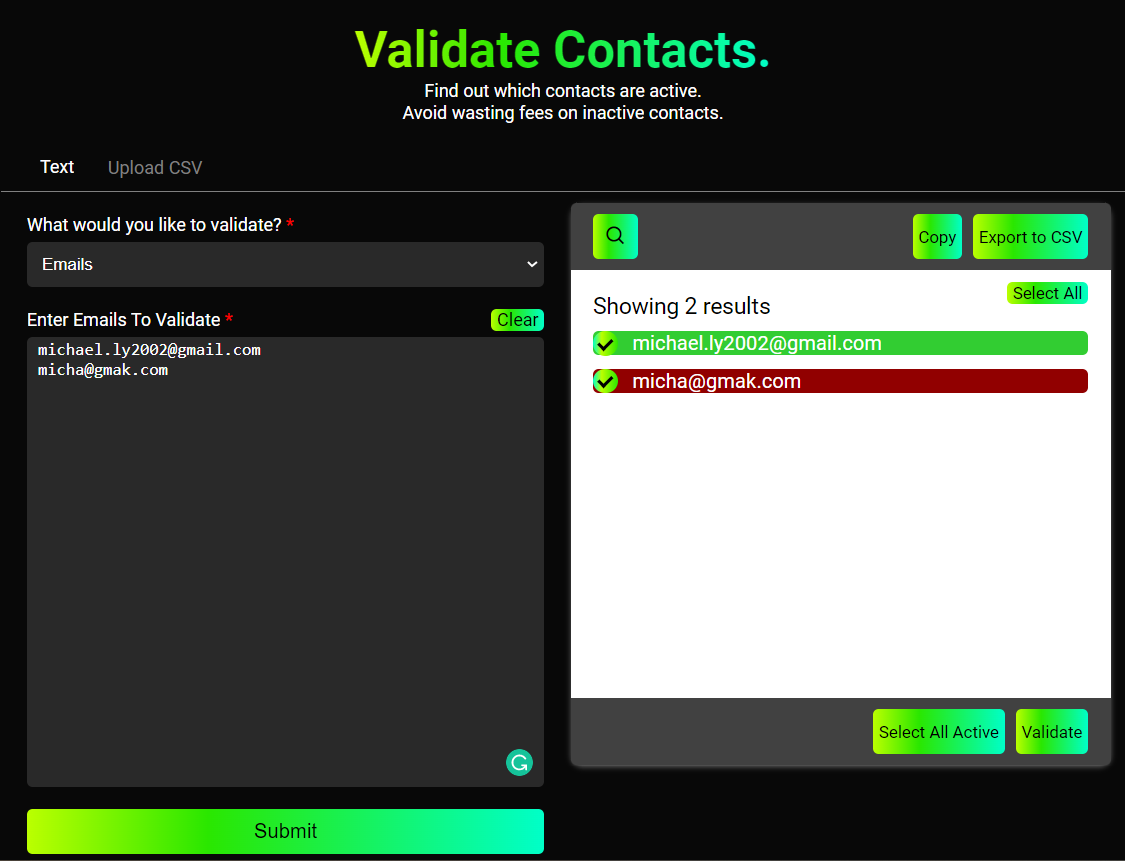 Validate Contacts.
Find out which contacts are active.
Avoid wasting fees on inactive contacts.
Text
Upload CSV
What would you like to validate? *
Emails
Enter Emails To Validate *
Clear
michael.ly2002@gmail.com
micha@gmak.com
Submit
Copy
Export to CSV
Select All
Showing 2 results
michael.ly2002@gmail.com
micha@gmak.com
Select All Active
Validate